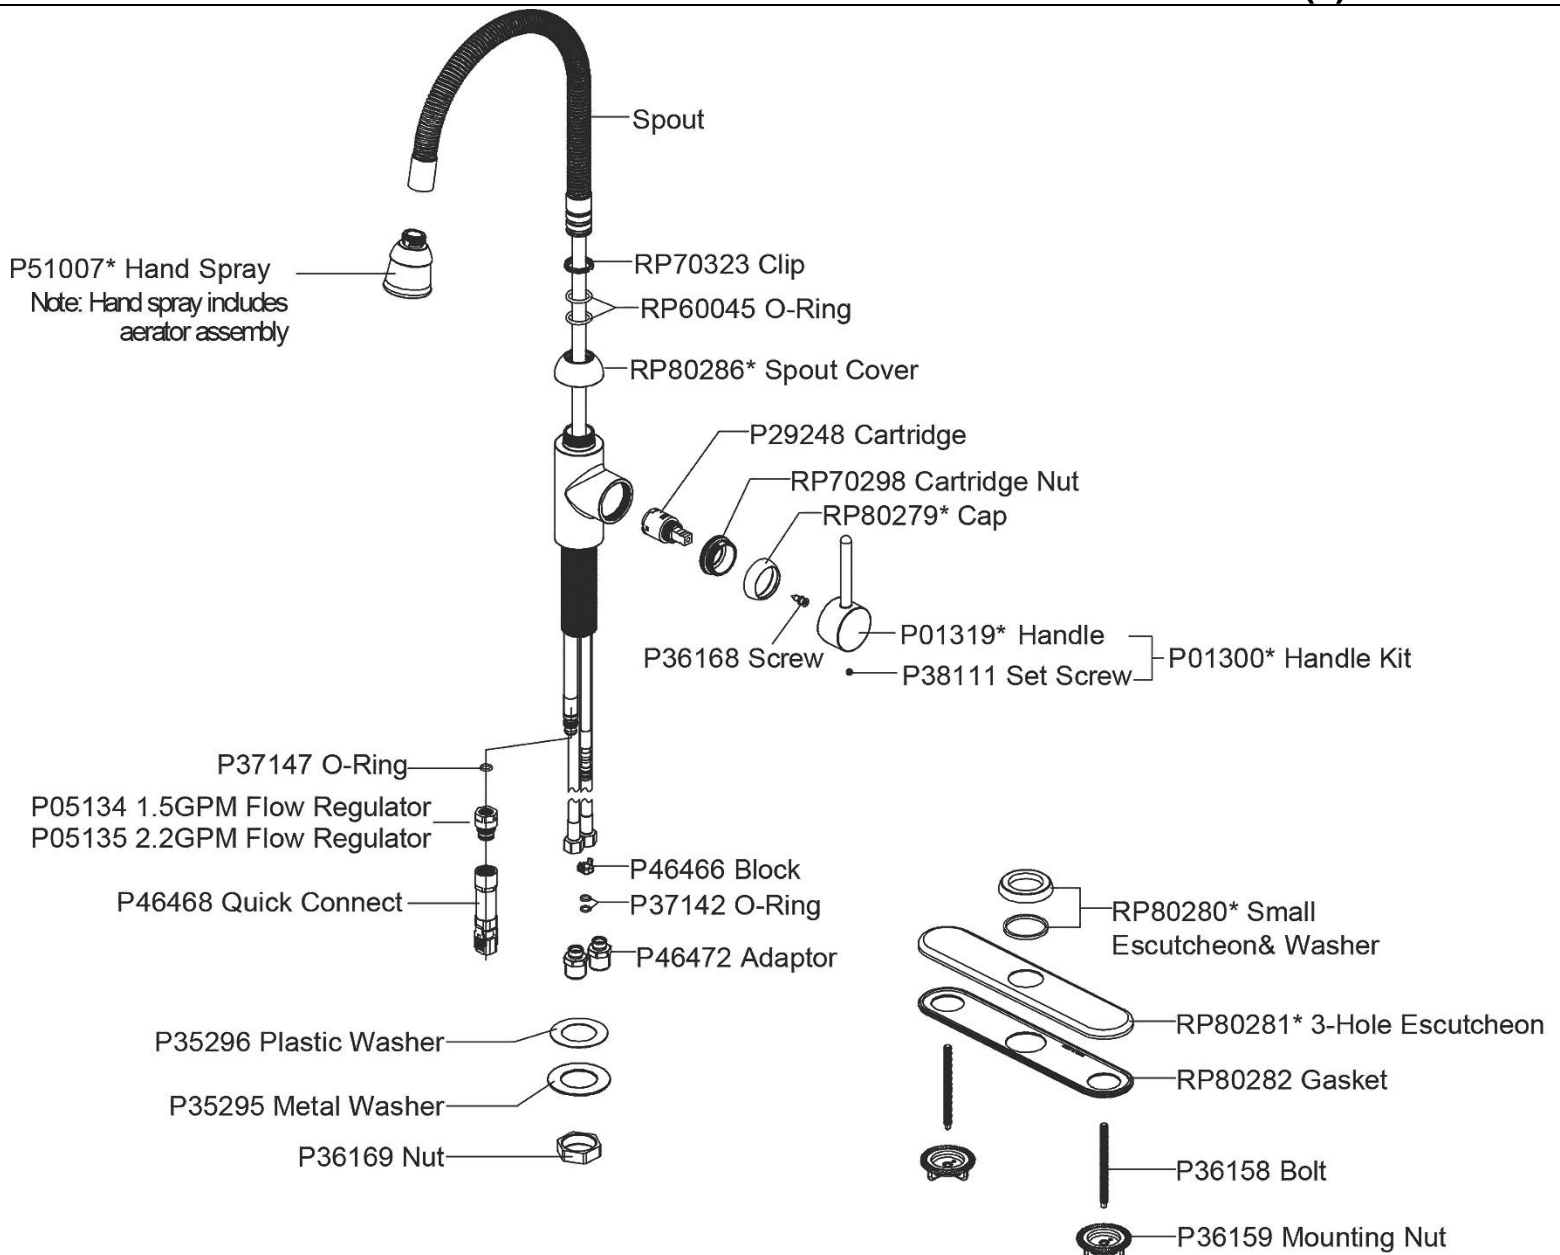 Spout
P51007* Hand Spray
Note: Hand spray includes
aerator assembly
RP70323 Clip
RP60045 O-Ring
RP80286* Spout Cover
P29248 Cartridge
RP70298 Cartridge Nut
RP80279* Cap
P01319* Handle
P36168 Screw
P38111 Set Screw
P01300* Handle Kit
P37147 O-Ring
P05134 1.5GPM Flow Regulator
P05135 2.2GPM Flow Regulator
P46468 Quick Connect
P46466 Block
P37142 O-Ring
P46472 Adaptor
RP80280* Small
Escutcheon& Washer
P35296 Plastic Washer
RP80281* 3-Hole Escutcheon
P35295 Metal Washer
RP80282 Gasket
P36169 Nut
P36158 Bolt
P36159 Mounting Nut